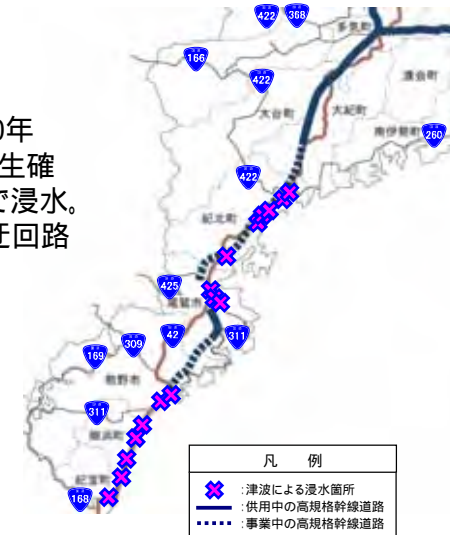 0年
生確
で浸水。
迂回路
422
368
多気町
166
422
度会町
大台町
大紀町
南伊勢町
260
422
紀北町
425
尾鷲市
42
309
311
169
熊野市
311
御浜町
紀宝町
168
凡 例
:津波による浸水箇所
:供用中の高規格幹線道路
:事業中の高規格幹線道路